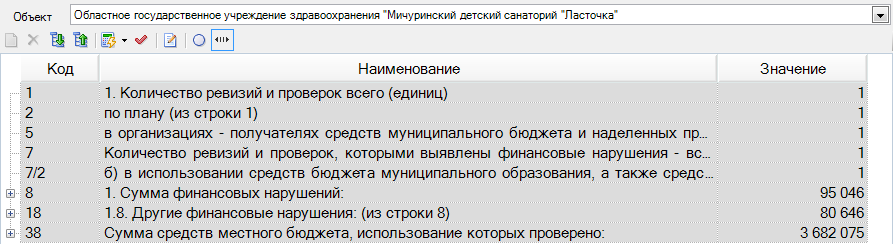 Объект Областное государственное учреждение здравоохранения "Мичуринский детский санаторий "Ласточка"
Код Наименование Значение
1 1. Количество ревизий и проверок всего (единиц) 1
2 по плану (из строки 1) 1
5 в организациях - получателях средств муниципального бюджета и наделенных пр... 1
7 Количество ревизий и проверок, которыми выявлены финансовые нарушения - вс... 1
7/2 б) в использовании средств бюджета муниципального образования, а также средс... 1
8 1. Сумма финансовых нарушений: 95 046
18 1.8. Другие финансовые нарушения: (из строки 8) 80 646
38 Сумма средств местного бюджета, использование которых проверено: 3 682 075